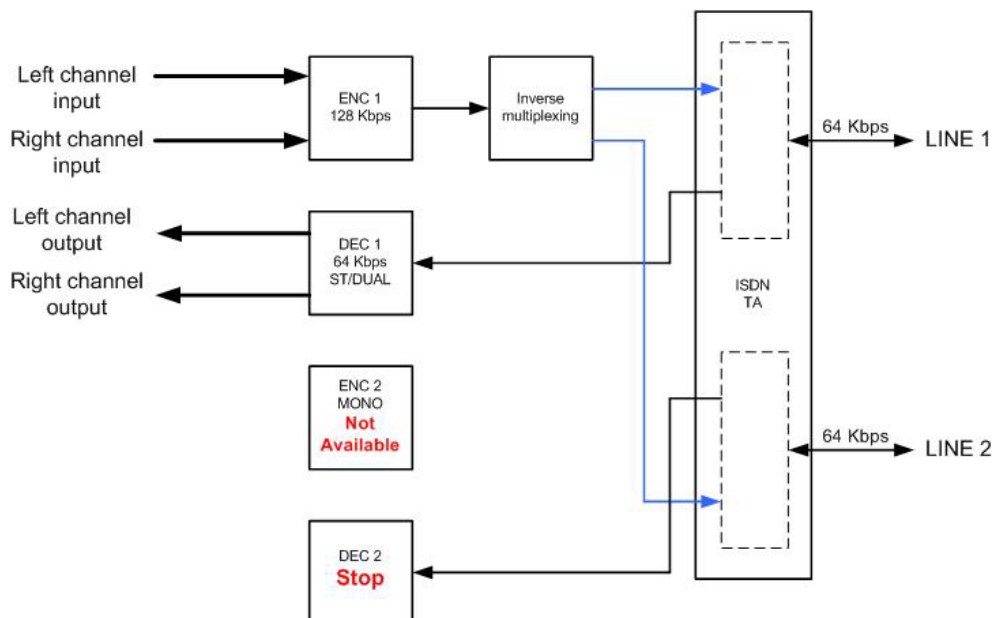 Left channel
input
Right channel
input
ENC 1
128 Kbps
Inverse
multiplexing
64 Kbps
LINE 1
Left channel
output
Right channel
output
DEC 1
64 Kbps
ST/DUAL
ISDN
TA
ENC 2
MONO
Not
Available
64 Kbps
LINE 2
DEC 2
Stop